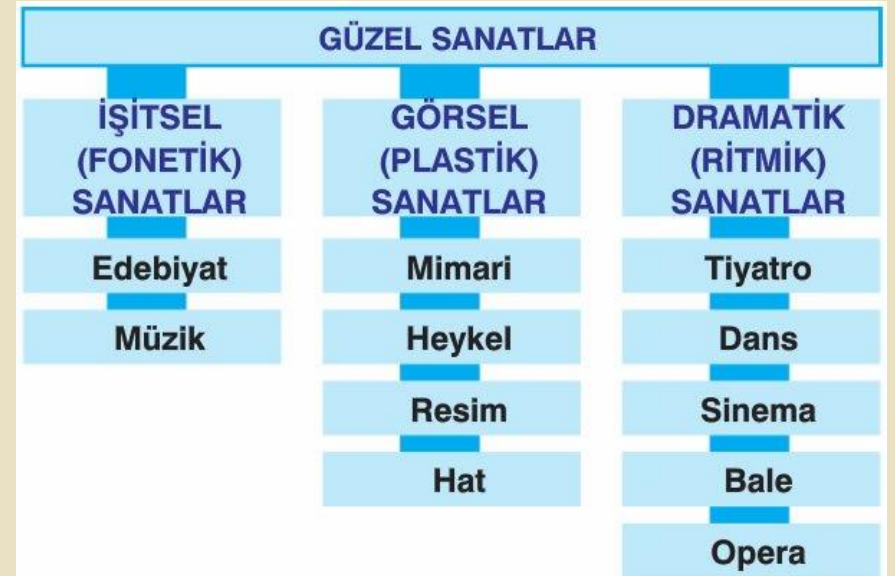 GÜZEL SANATLAR
İŞİTSEL
(FONETİK)
SANATLAR
Edebiyat
Müzik
GÖRSEL
(PLASTİK)
SANATLAR
Mimari
Heykel
Resim
Hat
DRAMATİK
(RİTMİK)
SANATLAR
Tiyatro
Dans
Sinema
Bale
Opera